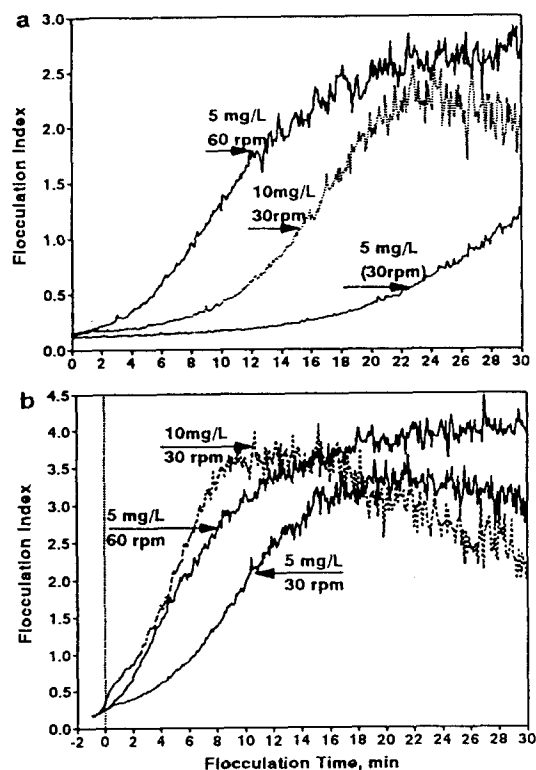 a
3.0
2.5
2.0
1.5
1.0
0.5
0.0
Flocculation Index
5 mg/L
60 rpm
10mg/L
30rpm
5 mg/L
(30rpm)
0 2 4 6 8 10 12 14 16 18 20 22 24 26 28 30
b
4.5
4.0
3.5
3.0
2.5
2.0
1.5
1.0
0.5
0.0
Flocculation Index
10mg/L
30 rpm
5 mg/L
60 rpm
5 mg/L
30 rpm
-2 0 2 4 6 8 10 12 14 16 18 20 22 24 26 28 30
Flocculation Time, min